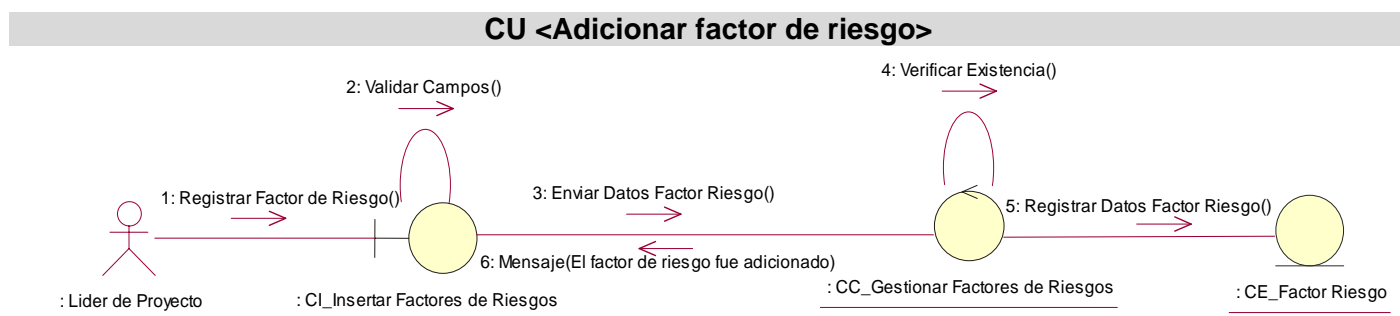 CU <Adicionar factor de riesgo>
4: Verificar Existencia()
2: Validar Campos()
1: Registrar Factor de Riesgo()
3: Enviar Datos Factor Riesgo()
5: Registrar Datos Factor Riesgo()
6: Mensaje(El factor de riesgo fue adicionado)
: Lider de Proyecto
: CI_Insertar Factores de Riesgos
: CC_Gestionar Factores de Riesgos
: CE_Factor Riesgo